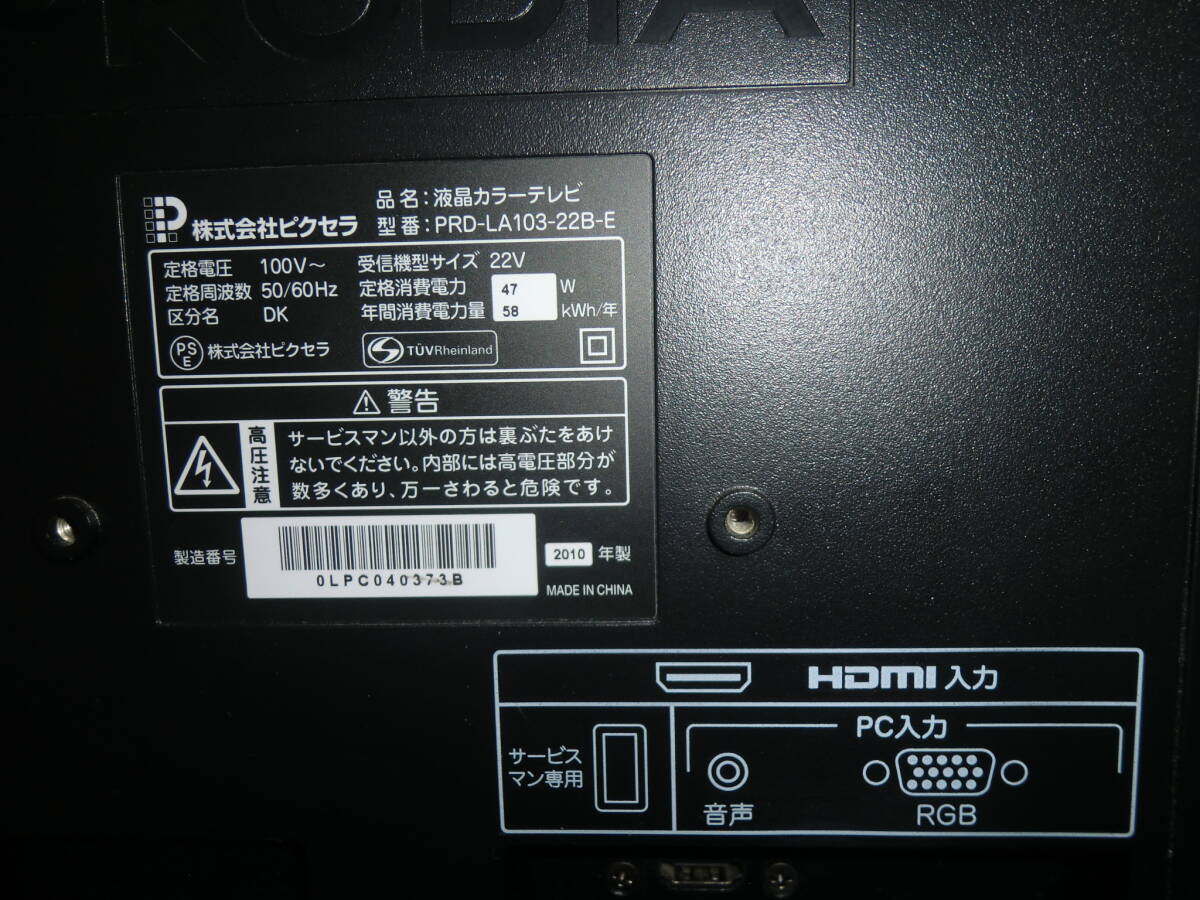 PRODIA
品名:液晶カラーテレビ
株式会社ピクセラ 型番:PRD-LA103-22B-E
定格電圧 100V～ 受信機型サイズ 22V
定格周波数 50/60Hz 定格消費電力 47 W
区分名 DK 年間消費電力量 58 kWh/年
PSE 株式会社ピクセラ TÜVRheinland
警告
高圧注意
サービスマン以外の方は裏ぶたをあけ
ないでください。内部には高電圧部分が
数多くあり、万一さわると危険です。
製造番号 0LPC040373B 2010 年製
MADE IN CHINA
HDMI 入力
サービス
マン専用
PC入力
音声 RGB